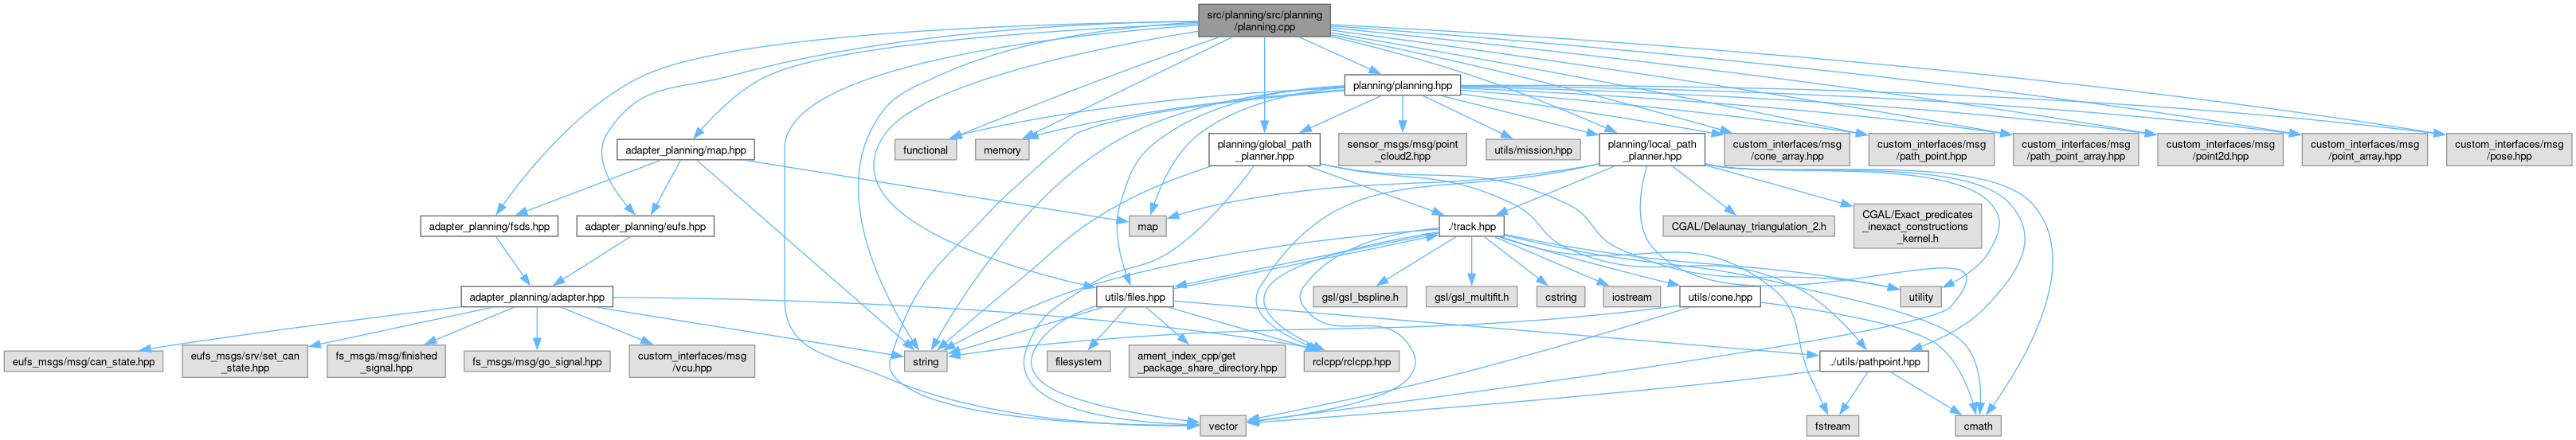 src/planning/src/planning
/planning.cpp
planning/planning.hpp
adapter_planning/map.hpp
functional
memory
planning/global_path
_planner.hpp
sensor_msgs/msg/point
_cloud2.hpp
utils/mission.hpp
planning/local_path
_planner.hpp
custom_interfaces/msg
/cone_array.hpp
custom_interfaces/msg
/path_point.hpp
custom_interfaces/msg
/path_point_array.hpp
custom_interfaces/msg
/point2d.hpp
custom_interfaces/msg
/point_array.hpp
custom_interfaces/msg
/pose.hpp
adapter_planning/fsds.hpp
adapter_planning/eufs.hpp
map
./track.hpp
CGAL/Delaunay_triangulation_2.h
CGAL/Exact_predicates
_inexact_constructions
_kernel.h
adapter_planning/adapter.hpp
utils/files.hpp
gsl/gsl_bspline.h
gsl/gsl_multifit.h
cstring
iostream
utils/cone.hpp
utility
eufs_msgs/msg/can_state.hpp
eufs_msgs/srv/set_can
_state.hpp
fs_msgs/msg/finished
_signal.hpp
fs_msgs/msg/go_signal.hpp
custom_interfaces/msg
/vcu.hpp
string
filesystem
ament_index_cpp/get
_package_share_directory.hpp
rclcpp/rclcpp.hpp
../utils/pathpoint.hpp
vector
fstream
cmath